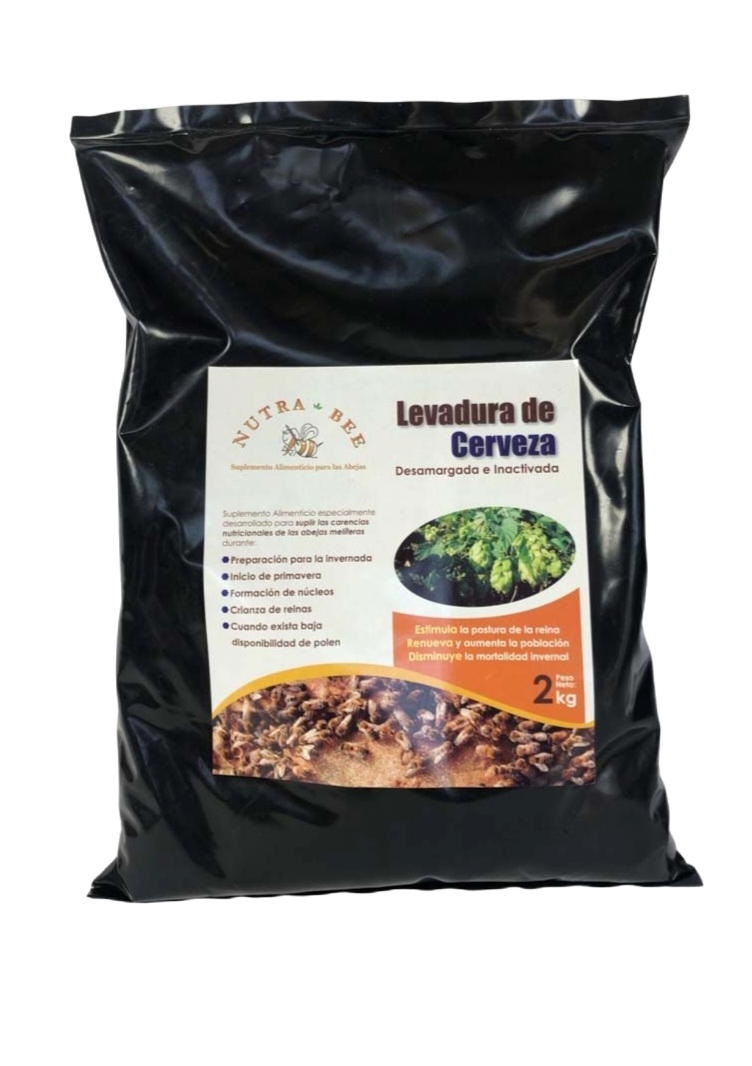 NUTRA BEE
Suplemento Alimenticio para las Abejas
Levadura de
Cerveza
Desamargada e Inactivada
Suplemento Alimenticio especialmente
desarrollado para suplir las carencias
nutricionales de las abejas melíferas
durante:
Preparación para la invernada
Inicio de primavera
Formación de núcleos
Crianza de reinas
Cuando exista baja
disponibilidad de polen
Estimula la postura de la reina
Renueva y aumenta la población
Disminuye la mortalidad invernal
2 Peso
Neto:
kg